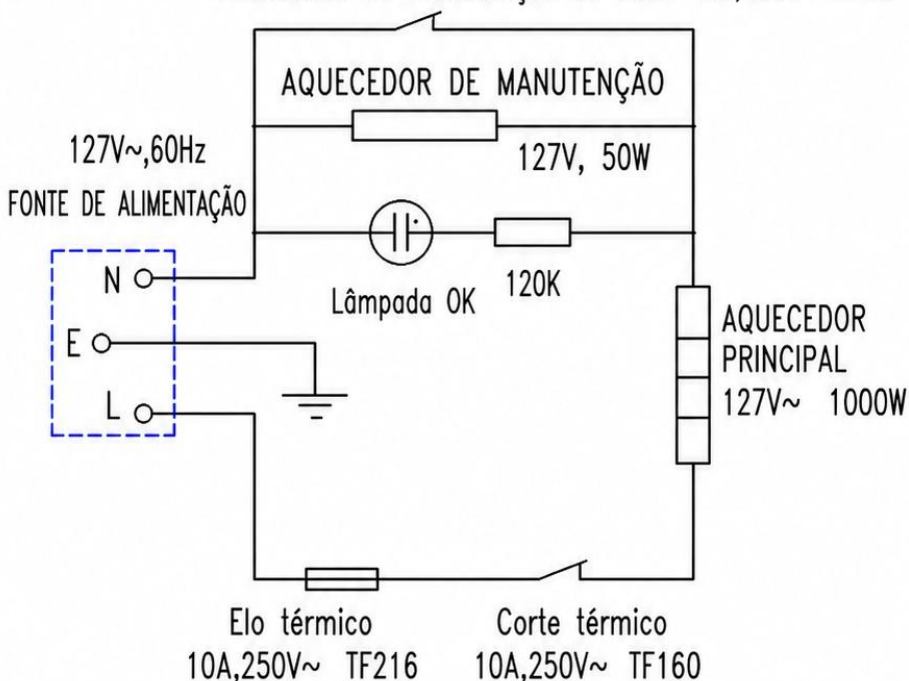 AQUECEDOR DE MANUTENÇÃO
127V, 50W
127V~,60Hz
FONTE DE ALIMENTAÇÃO
N
E
L
Lâmpada OK
120K
AQUECEDOR
PRINCIPAL
127V~ 1000W
Elo térmico
10A,250V~ TF216
Corte térmico
10A,250V~ TF160